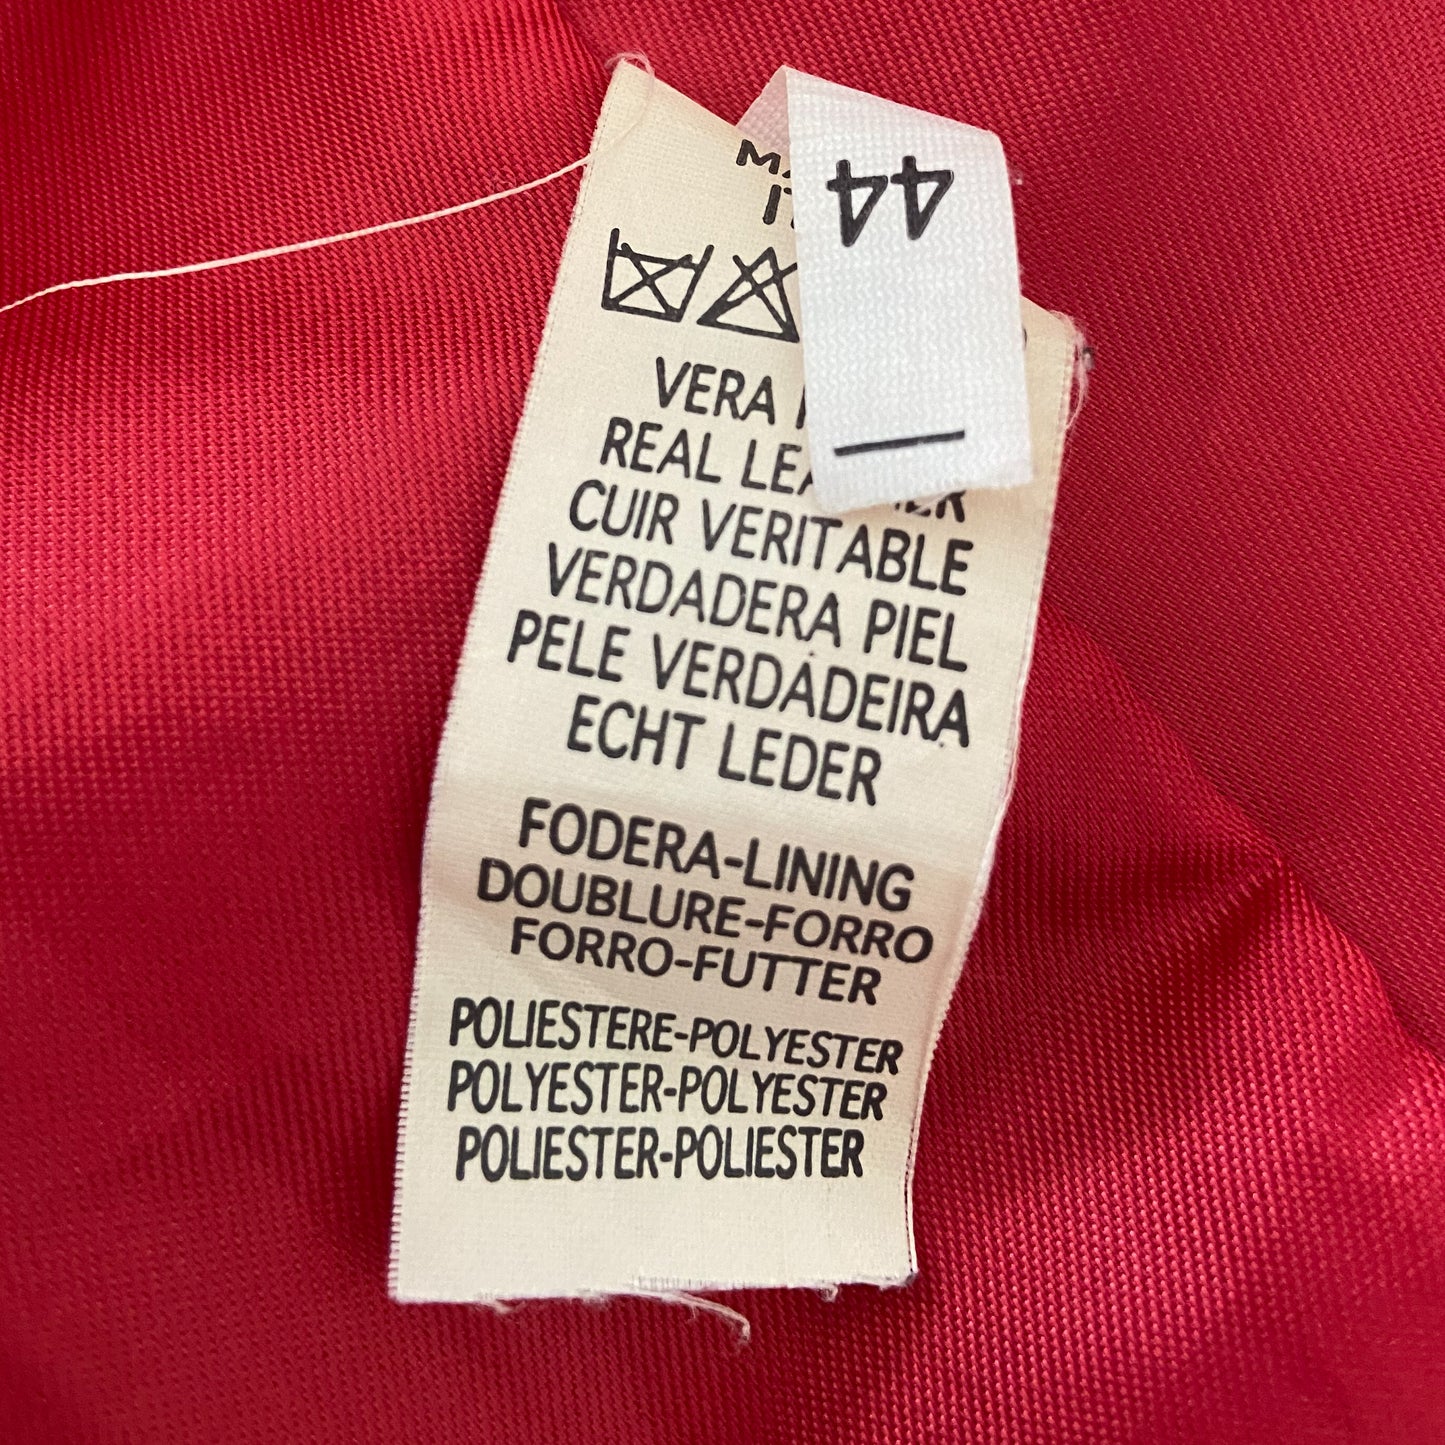 44
VERA
REAL
CUIR VERITABLE
VERDADERA PIEL
PELE VERDADEIRA
ECHT LEDER
FODERA-LINING
DOUBLURE-FORRO
FORRO-FUTTER
POLIESTERE-POLYESTER
POLYESTER-POLYESTER
POLIESTER-POLIESTER